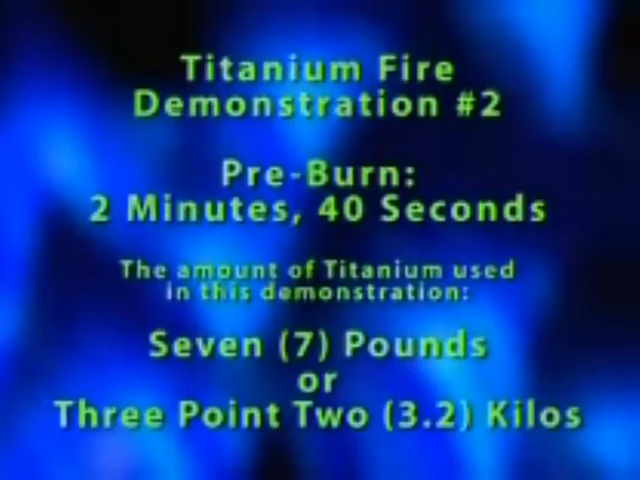 Titanium Fire
Demonstration #2
Pre-Burn:
2 Minutes, 40 Seconds
The amount of Titanium used
in this demonstration:
Seven (7) Pounds
or
Three Point Two (3.2) Kilos